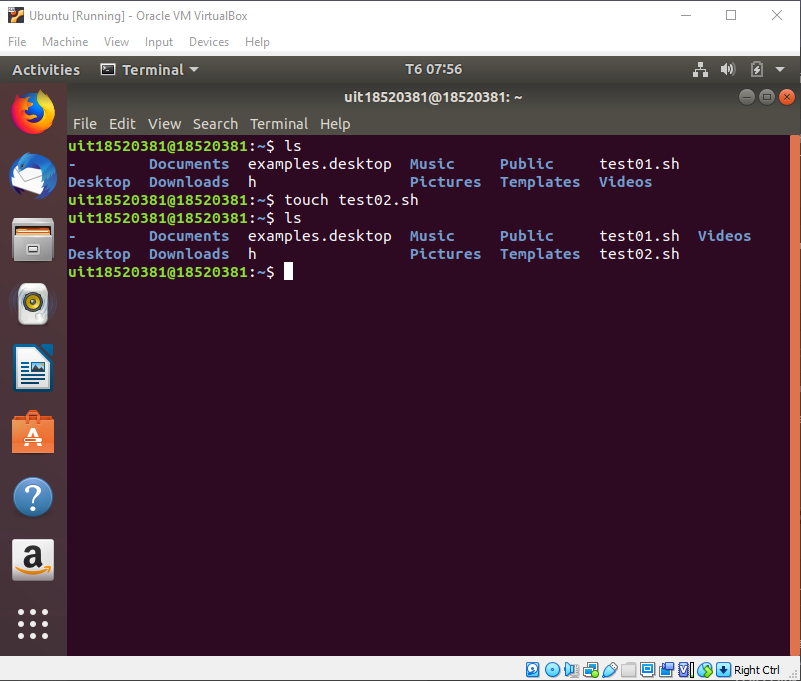 Ubuntu [Running] - Oracle VM VirtualBox
File Machine View Input Devices Help
Activities Terminal T6 07:56
uit18520381@18520381: ~
File Edit View Search Terminal Help
uit18520381@18520381:~$ ls
- Documents examples.desktop Music Public test01.sh
Desktop Downloads h Pictures Templates Videos
uit18520381@18520381:~$ touch test02.sh
uit18520381@18520381:~$ ls
- Documents examples.desktop Music Public test01.sh Videos
Desktop Downloads h Pictures Templates test02.sh
uit18520381@18520381:~$
Right Ctrl